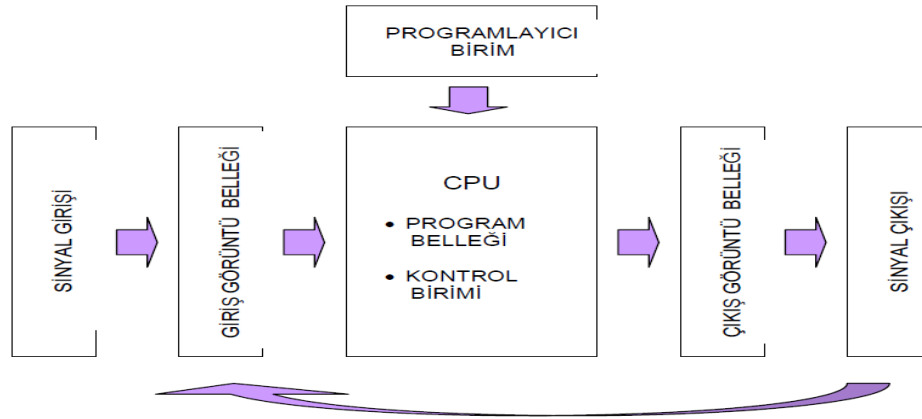 PROGRAMLAYICI
BİRİM
SİNYAL GİRİŞİ
GİRİŞ GÖRÜNTÜ BELLEĞİ
CPU
• PROGRAM
BELLEĞİ
• KONTROL
BİRİMİ
ÇIKIŞ GÖRÜNTÜ BELLEĞİ
SİNYAL ÇIKIŞI